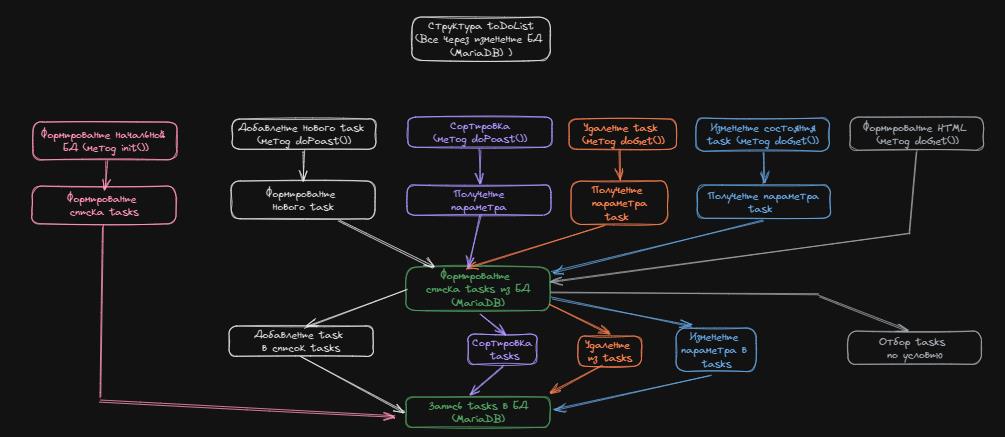 Структура toDoList
(Все через изменение БД
(MariaDB) )
Формирование начальной
БД (метод init())
Добавление нового task
(метод doPoast())
Сортировка
(метод doPoast())
Удаление task
(метод doGet())
Изменение состояния
task (метод doGet())
Формирование HTML
(метод doGet())
Формирование
списка tasks
Формирование
нового task
Получение
параметра
Получение
параметра
task
Получение параметра
task
Формирование
списка tasks из БД
(MariaDB)
Добавление task
в список tasks
Сортировка
tasks
Удаление
из tasks
Изменение
параметра в
tasks
Отбор tasks
по условию
Запись tasks в БД
(MariaDB)